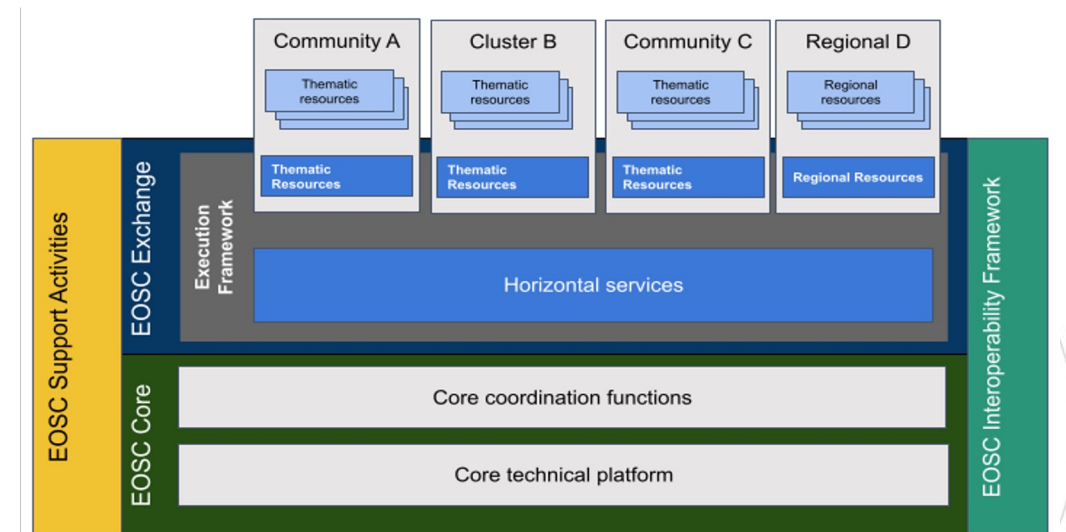 Community A
Thematic
resources
Thematic
Resources
Cluster B
Thematic
resources
Thematic
Resources
Community C
Thematic
resources
Thematic
Resources
Regional D
Regional
resources
Regional Resources
EOSC Support Activities
EOSC Exchange
Execution
Framework
Horizontal services
EOSC Core
Core coordination functions
Core technical platform
EOSC Interoperability Framework